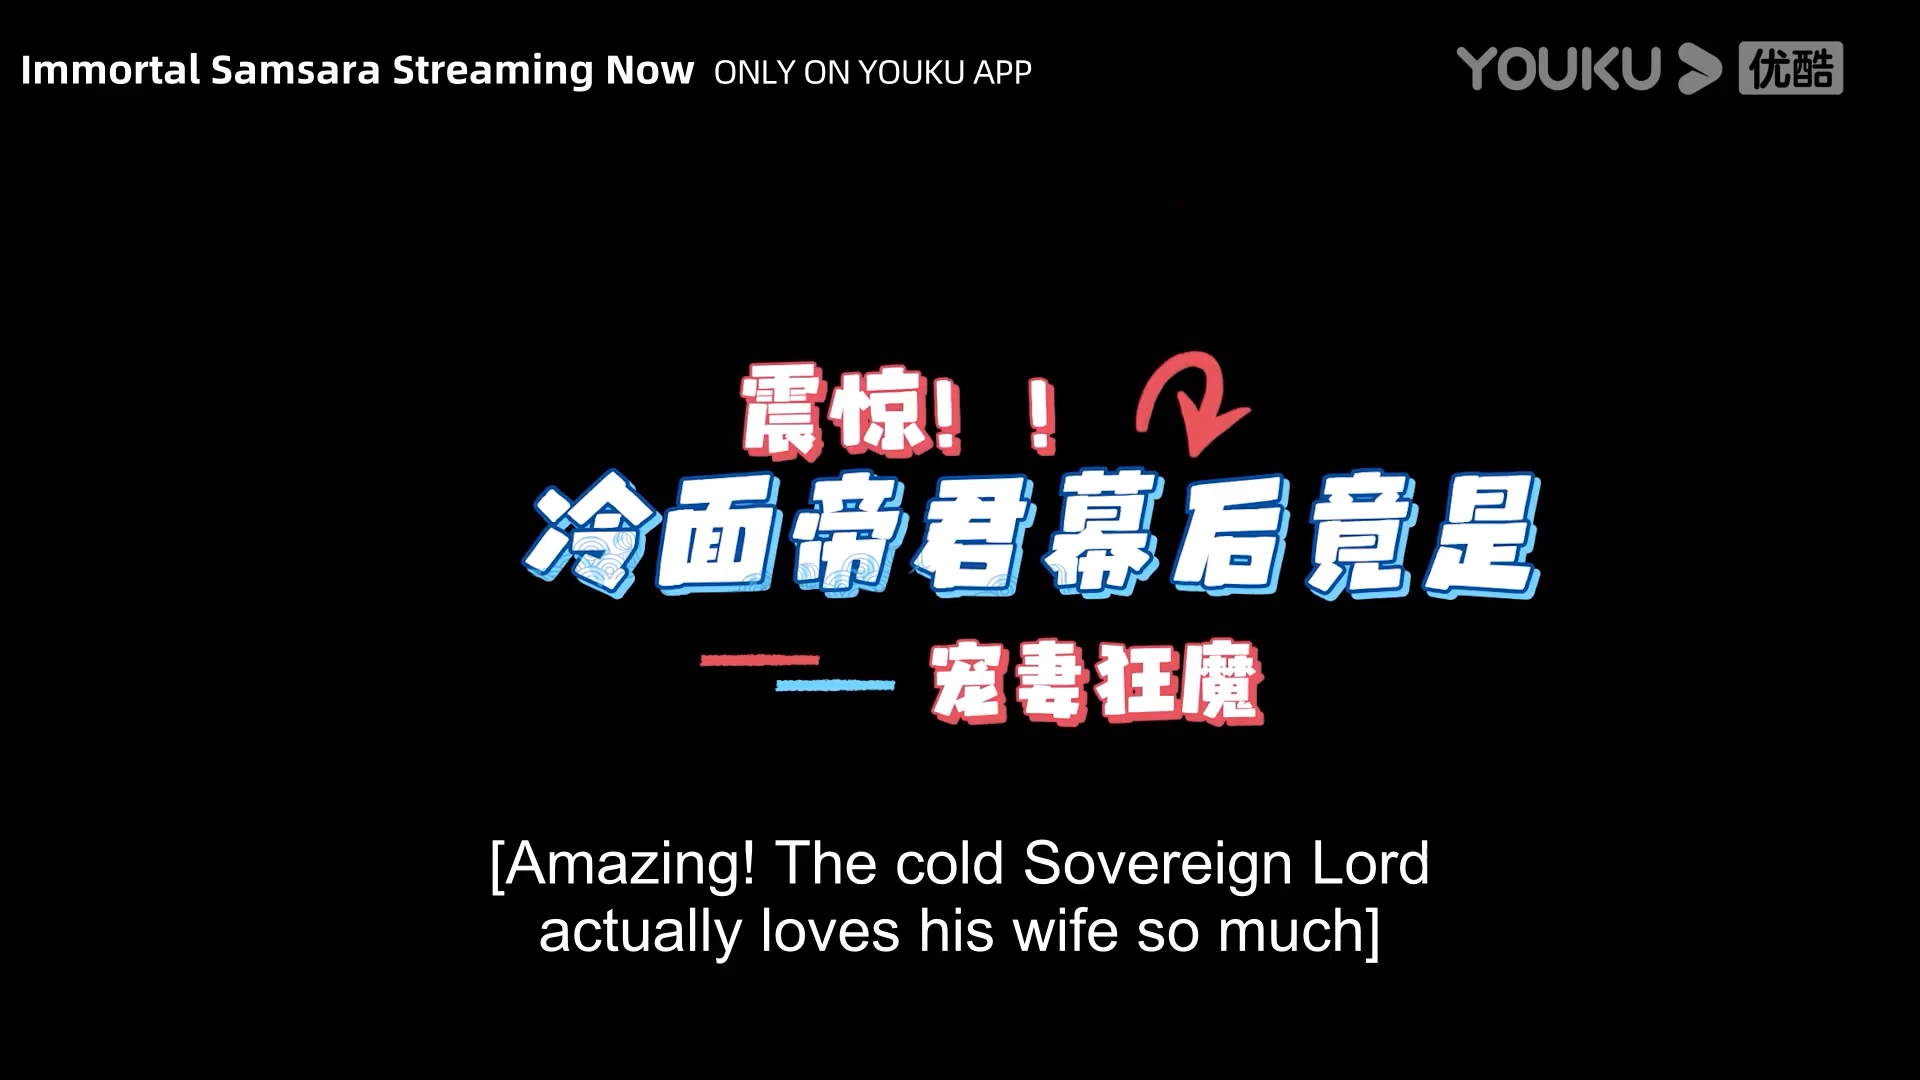 Immortal Samsara Streaming Now ONLY ON YOUKU APP
YOUKU 优酷
震惊！！
冷面帝君幕后竟是
宠妻狂魔
[Amazing! The cold Sovereign Lord
actually loves his wife so much]